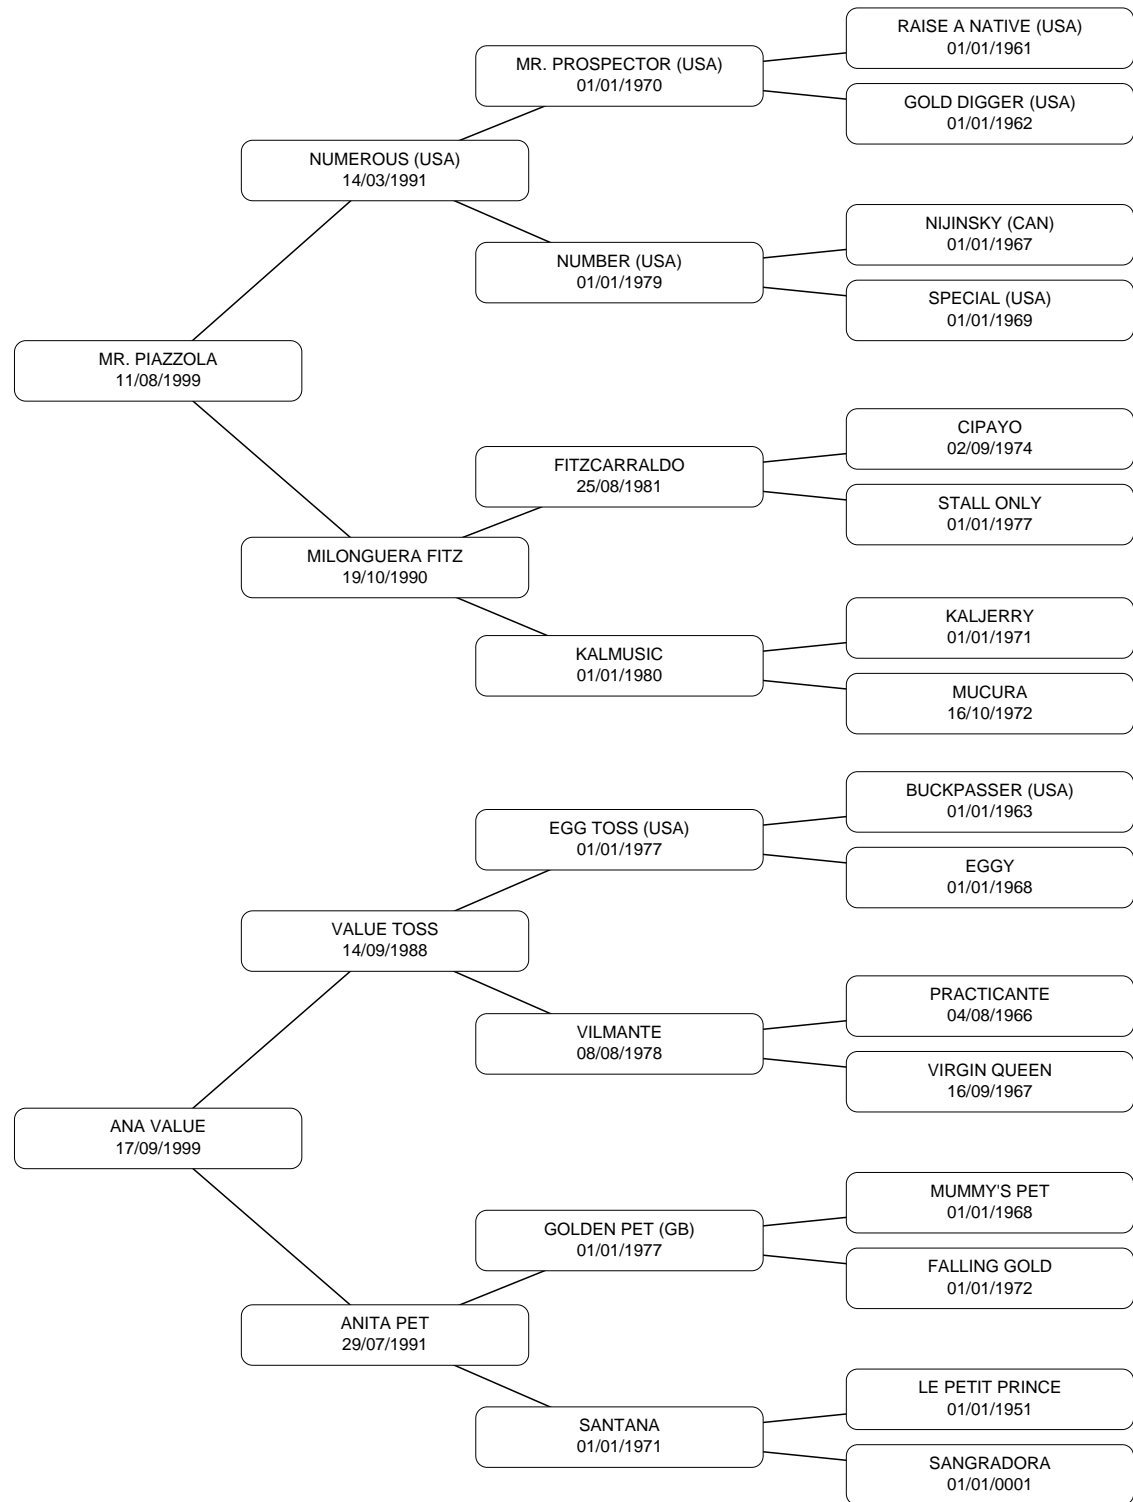 RAISE A NATIVE (USA)
01/01/1961
MR. PROSPECTOR (USA)
01/01/1970
GOLD DIGGER (USA)
01/01/1962
NUMEROUS (USA)
14/03/1991
NIJINSKY (CAN)
01/01/1967
NUMBER (USA)
01/01/1979
SPECIAL (USA)
01/01/1969
MR. PIAZZOLA
11/08/1999
CIPAYO
02/09/1974
FITZCARRALDO
25/08/1981
STALL ONLY
01/01/1977
MILONGUERA FITZ
19/10/1990
KALJERRY
01/01/1971
KALMUSIC
01/01/1980
MUCURA
16/10/1972
BUCKPASSER (USA)
01/01/1963
EGG TOSS (USA)
01/01/1977
EGGY
01/01/1968
VALUE TOSS
14/09/1988
PRACTICANTE
04/08/1966
VILMANTE
08/08/1978
VIRGIN QUEEN
16/09/1967
ANA VALUE
17/09/1999
MUMMY'S PET
01/01/1968
GOLDEN PET (GB)
01/01/1977
FALLING GOLD
01/01/1972
ANITA PET
29/07/1991
LE PETIT PRINCE
01/01/1951
SANTANA
01/01/1971
SANGRADORA
01/01/0001